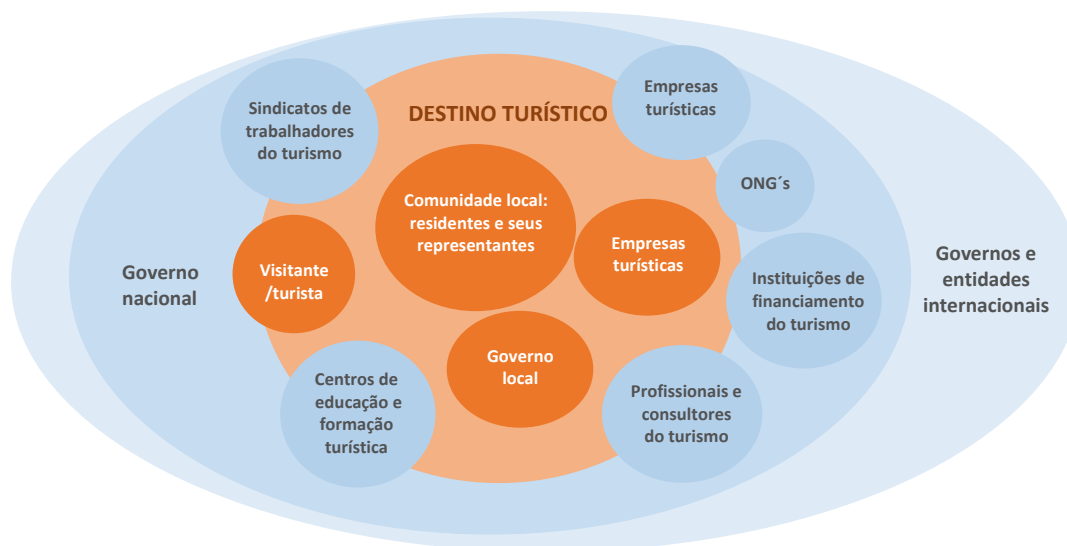 Sindicatos de
trabalhadores
do turismo
DESTINO TURÍSTICO
Empresas
turísticas
ONG´s
Comunidade local:
residentes e seus
representantes
Empresas
turísticas
Governo
nacional
Visitante
/turista
Instituições de
financiamento
do turismo
Governos e
entidades
internacionais
Governo
local
Centros de
educação e
formação
turística
Profissionais e
consultores
do turismo